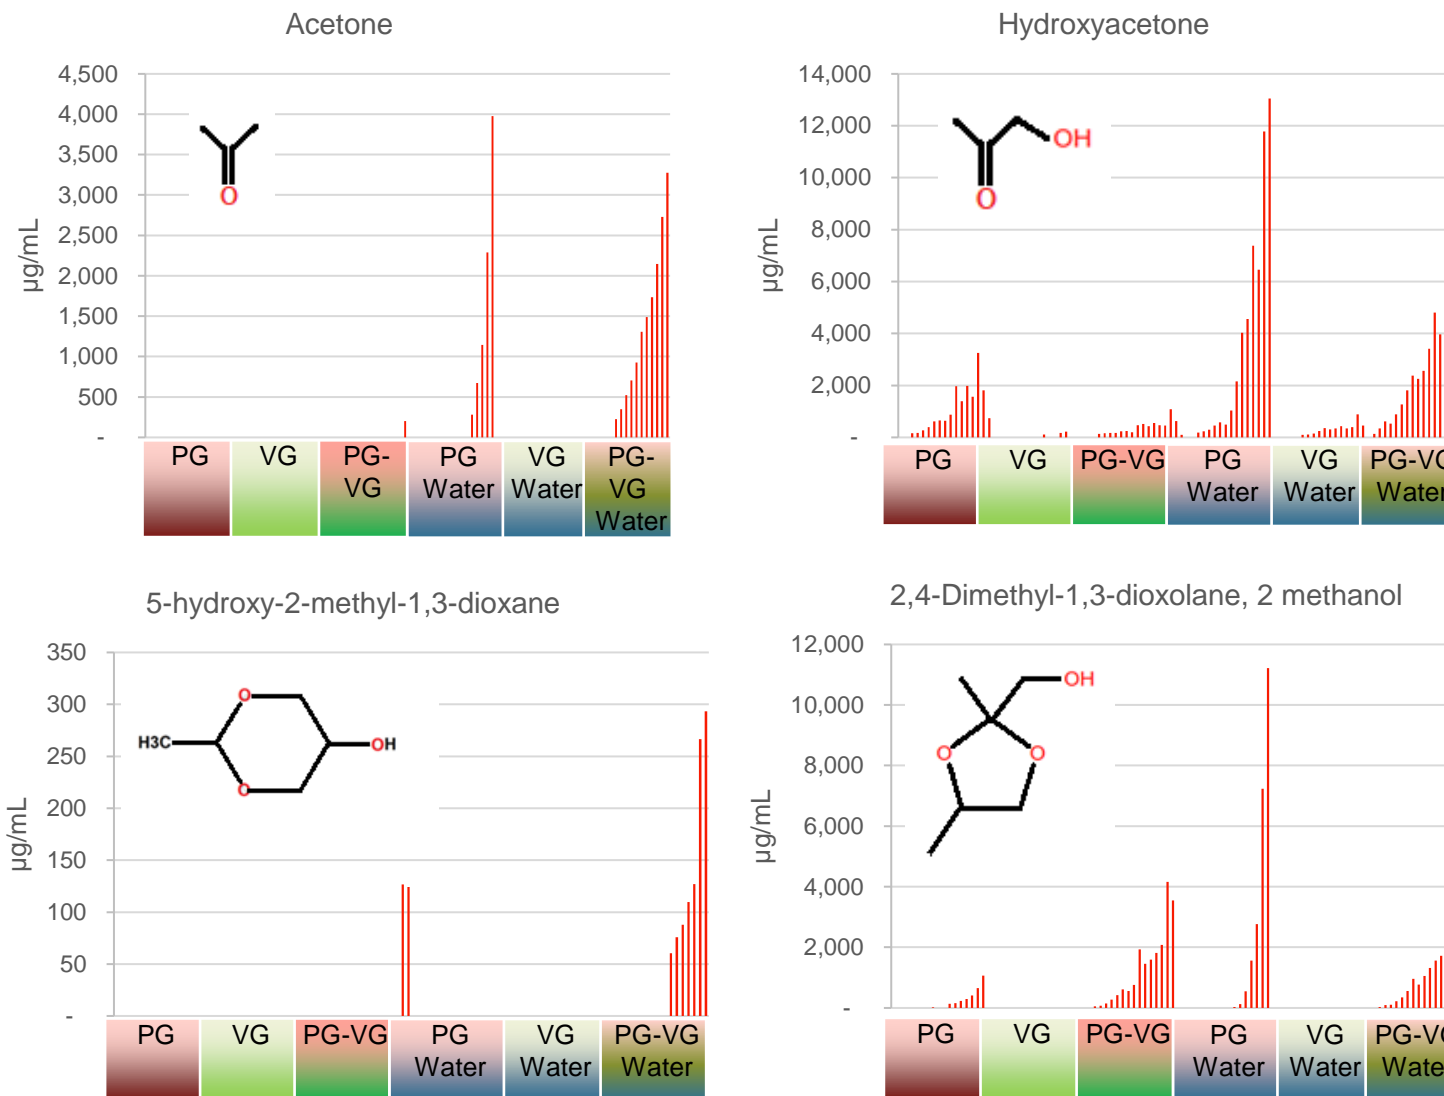 Acetone
4,500
4,000
3,500
3,000
2,500
2,000
1,500
1,000
500
-
µg/mL
O
PG
VG
PG-
VG
PG
Water
VG
Water
PG-
VG
Water
Hydroxyacetone
14,000
12,000
10,000
8,000
6,000
4,000
2,000
-
µg/mL
OH
O
PG
VG
PG-VG
PG
Water
VG
Water
PG-VG
Water
5-hydroxy-2-methyl-1,3-dioxane
350
300
250
200
150
100
50
-
µg/mL
O
H3C
OH
O
PG
VG
PG-VG
PG
Water
VG
Water
PG-VG
Water
2,4-Dimethyl-1,3-dioxolane, 2 methanol
12,000
10,000
8,000
6,000
4,000
2,000
-
µg/mL
OH
O
O
PG
VG
PG-VG
PG
Water
VG
Water
PG-VG
Water